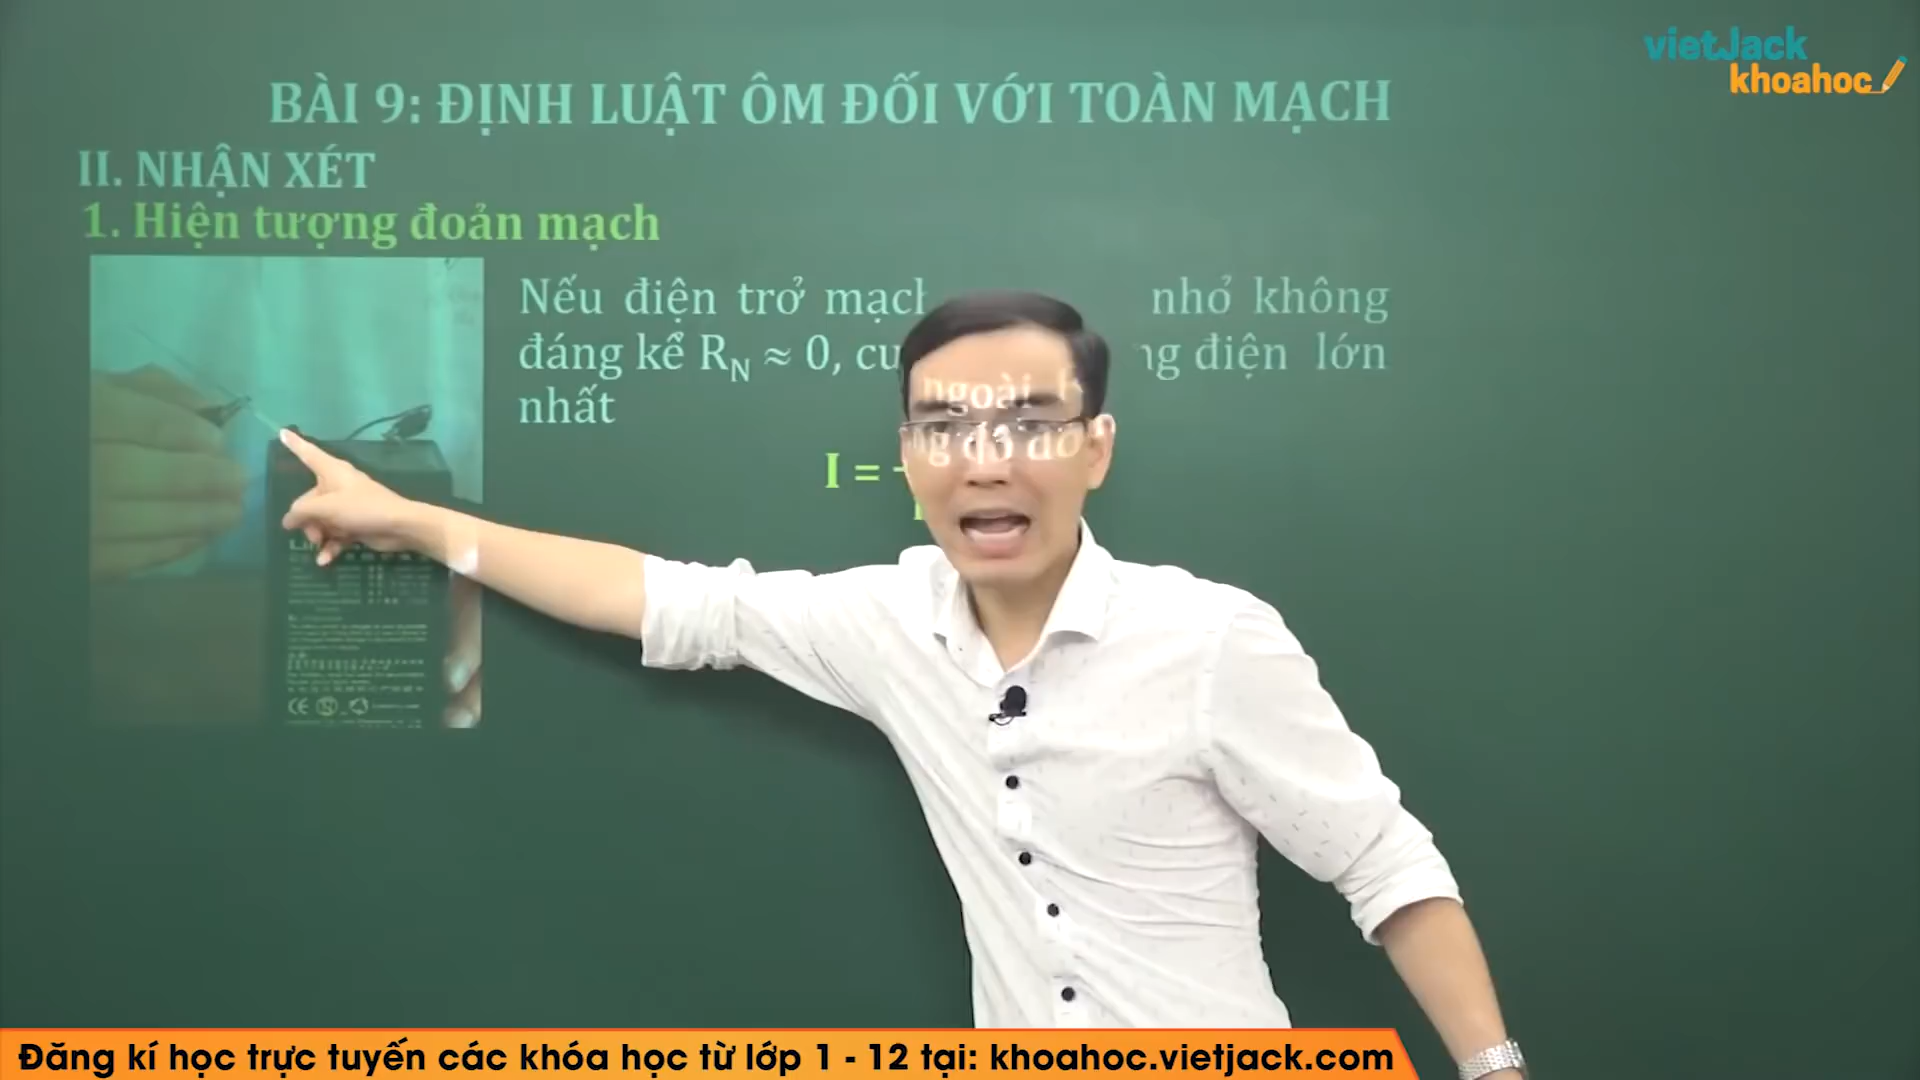 vietJack
khoahoc
BÀI 9: ĐỊNH LUẬT ÔM ĐỐI VỚI TOÀN MẠCH
II. NHẬN XÉT
1. Hiện tượng đoản mạch
Nếu điện trở mạch ngoài nhỏ không
đáng kể R_N ≈ 0, điện lớn
nhất
I =
Đăng kí học trực tuyến các khóa học từ lớp 1 - 12 tại: khoahoc.vietjack.com